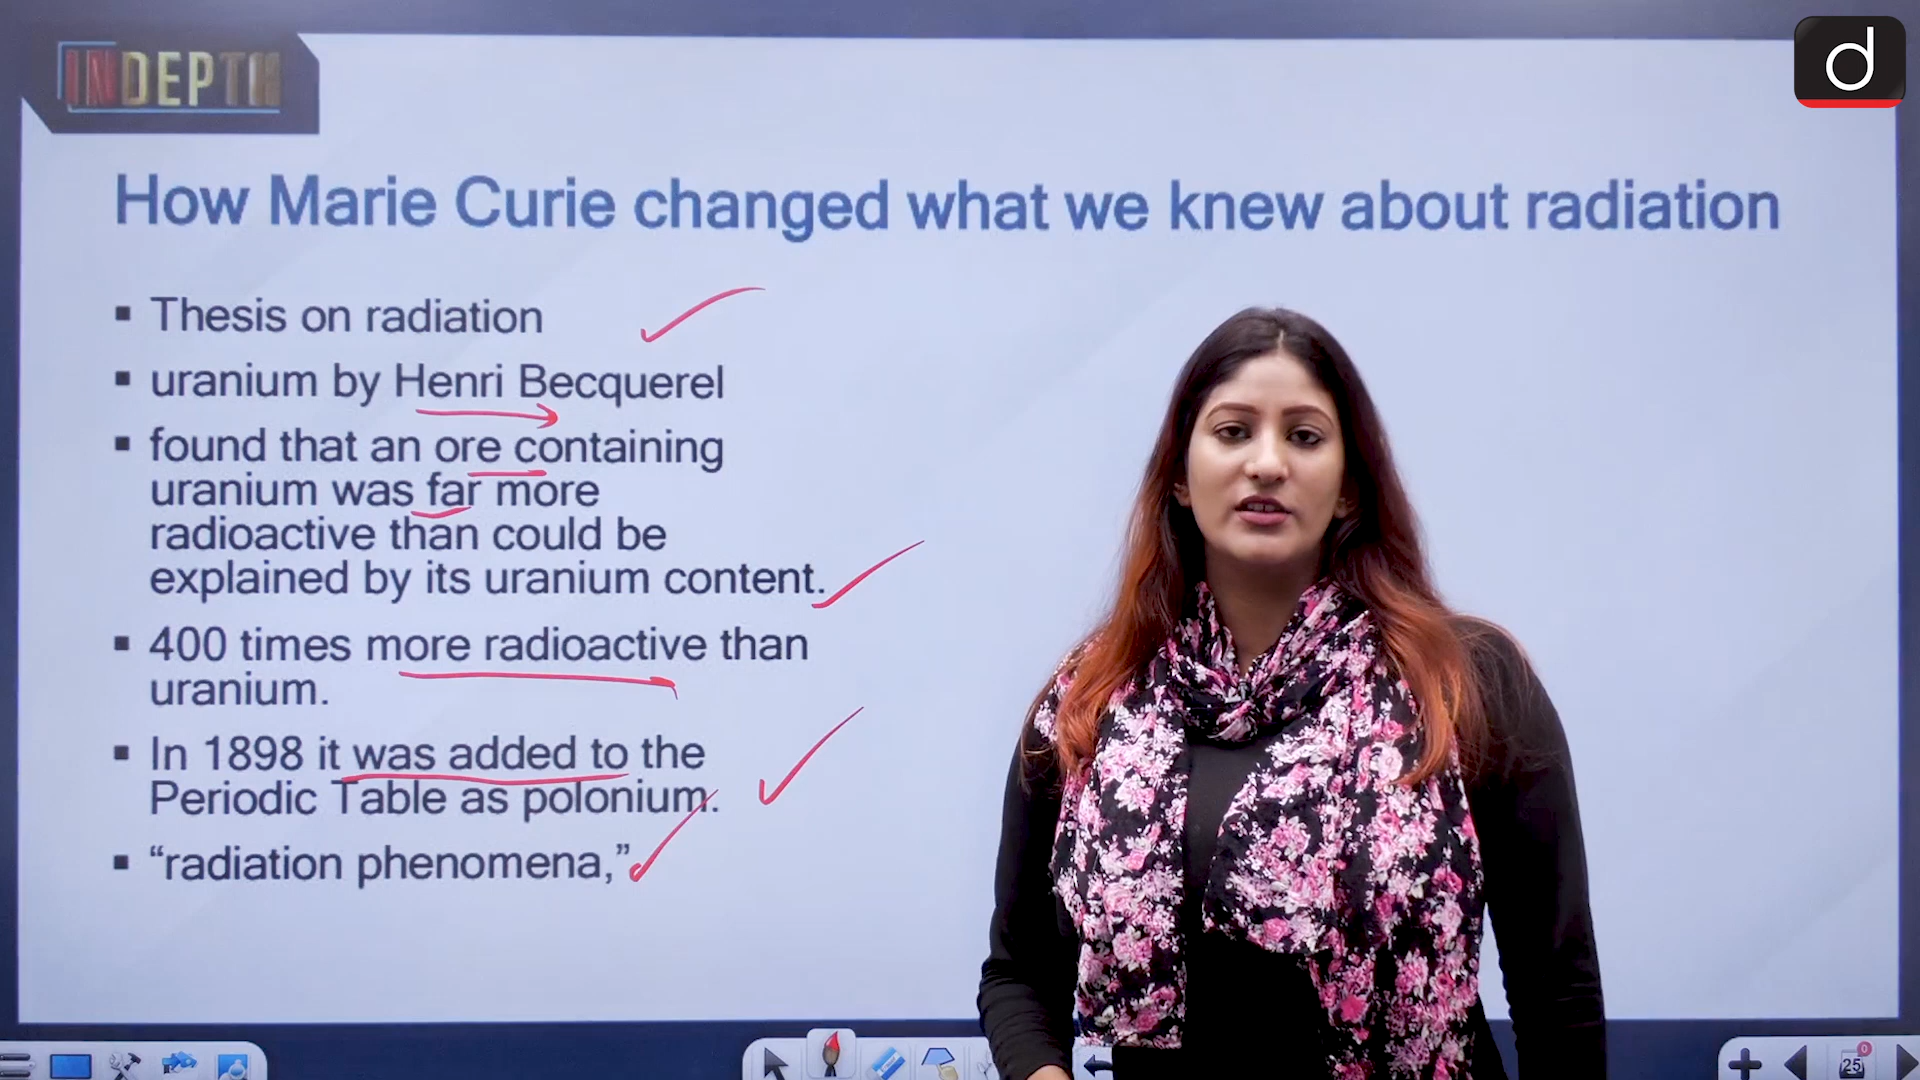 INDEPTH
d
How Marie Curie changed what we knew about radiation
▪ Thesis on radiation
▪ uranium by Henri Becquerel
▪ found that an ore containing
uranium was far more
radioactive than could be
explained by its uranium content.
▪ 400 times more radioactive than
uranium.
▪ In 1898 it was added to the
Periodic Table as polonium.
▪ “radiation phenomena,”
25
0